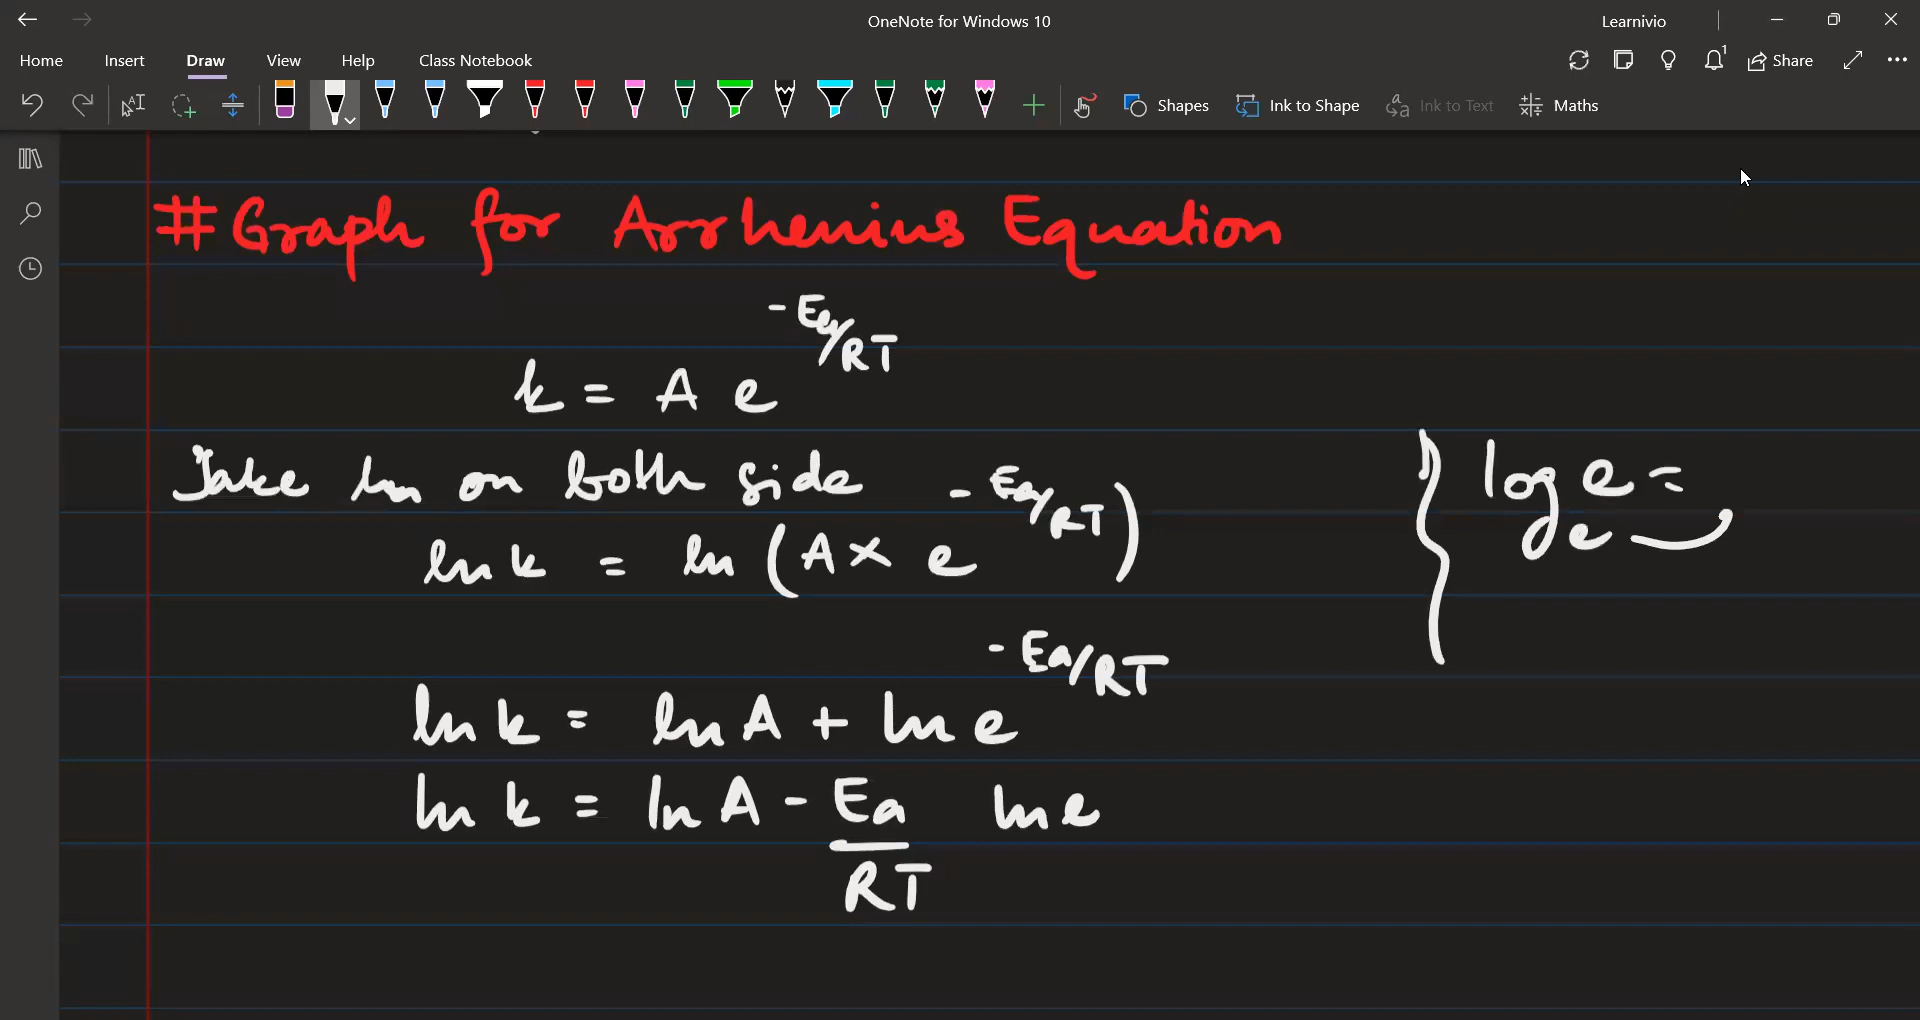 OneNote for Windows 10
Learnivio
Home Insert Draw View Help Class Notebook
1 Share
Shapes Ink to Shape Ink to Text Maths
# Graph for Arrhenius Equation
k = A e^{-Ea/RT}
Take ln on both side
ln k = ln (A × e^{-Ea/RT})
{ log_e e =
ln k = ln A + ln e^{-Ea/RT}
ln k = ln A - Ea/RT ln e